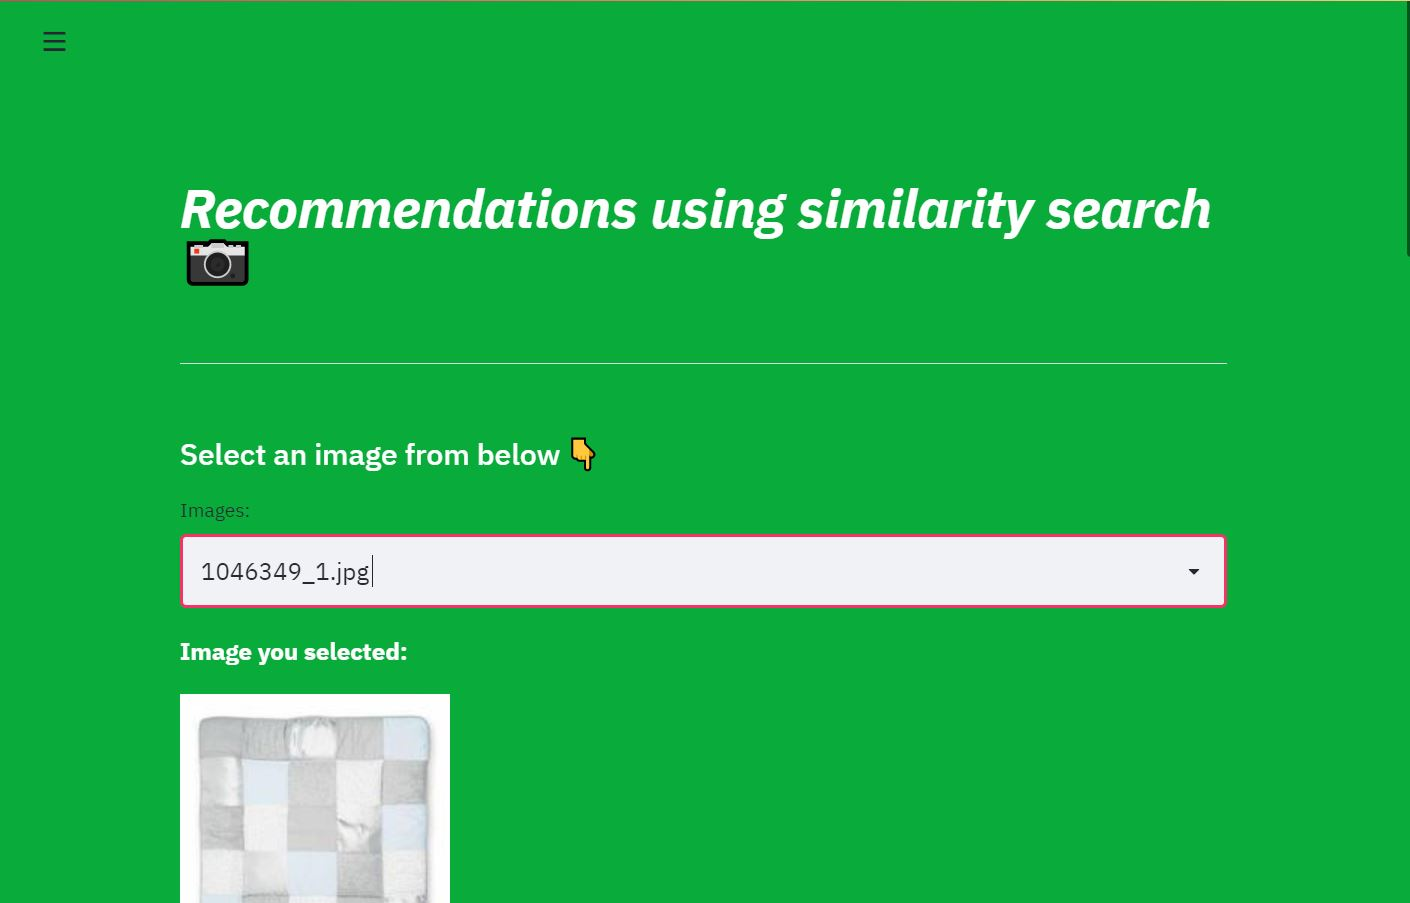 Recommendations using similarity search
Select an image from below
Images:
1046349_1.jpg
Image you selected: